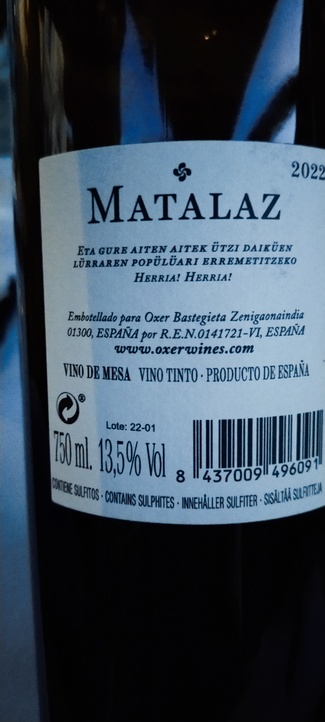 2022
MATALAZ
ETA GURE AITEN AITEK ÜTZI DAIKÜEN
LÜRRAREN POPÜLÜARI ERREMETITZEKO
HERRIA! HERRIA!
Embotellado para Oxer Bastegieta Zenigaonaindia
01300, ESPAÑA por R.E.N.0141721-VI, ESPAÑA
www.oxerwines.com
VINO DE MESA VINO TINTO · PRODUCTO DE ESPAÑA
®
Lote: 22-01
750 ml. 13,5% Vol
8 437009 496091
CONTIENE SULFITOS · CONTAINS SULPHITES · INNEHÅLLER SULFITER · SISÄLTÄÄ SULFIITTEJA